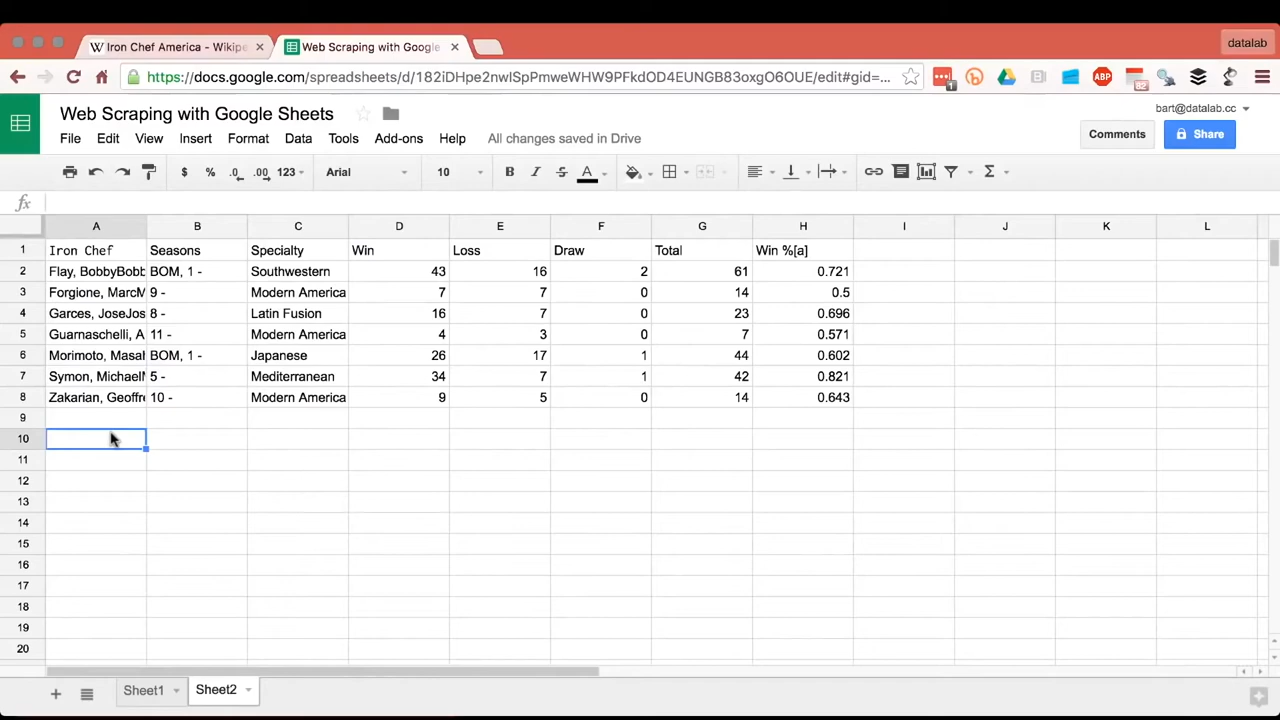 Iron Chef America - Wikipe
Web Scraping with Google
datalab
https://docs.google.com/spreadsheets/d/182iDHpe2nwlSpPmweWHW9PFkdOD4EUNGB83oxgO6OUE/edit#gid=...
1
ABP
82
Web Scraping with Google Sheets
bart@datalab.cc
File Edit View Insert Format Data Tools Add-ons Help All changes saved in Drive
Comments
Share
$ % .0 .00 123 Arial 10 B I S A Σ
fx
A B C D E F G H I J K L
1 Iron Chef Seasons Specialty Win Loss Draw Total Win %[a]
2 Flay, BobbyBobb BOM, 1 - Southwestern 43 16 2 61 0.721
3 Forgione, MarcM 9 - Modern America 7 7 0 14 0.5
4 Garces, JoseJos 8 - Latin Fusion 16 7 0 23 0.696
5 Guarnaschelli, A 11 - Modern America 4 3 0 7 0.571
6 Morimoto, Masah BOM, 1 - Japanese 26 17 1 44 0.602
7 Symon, MichaelM 5 - Mediterranean 34 7 1 42 0.821
8 Zakarian, Geoffre 10 - Modern America 9 5 0 14 0.643
9
10
11
12
13
14
15
16
17
18
19
20
Sheet1 Sheet2